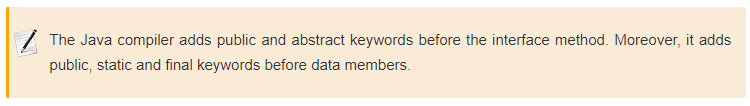 The Java compiler adds public and abstract keywords before the interface method. Moreover, it adds
public, static and final keywords before data members.